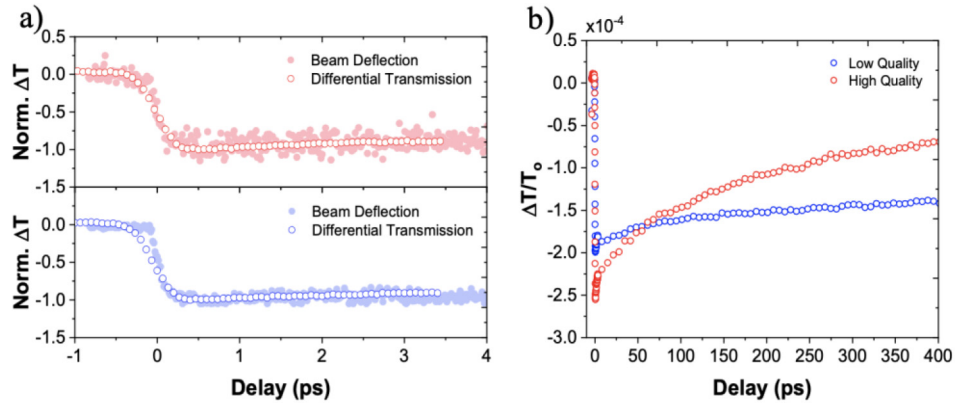 a)
Norm. ΔT
0.5
0.0
-0.5
-1.0
-1.5
Beam Deflection
Differential Transmission
Norm. ΔT
0.5
0.0
-0.5
-1.0
-1.5
Beam Deflection
Differential Transmission
-1 0 1 2 3 4
Delay (ps)
b)
×10⁻⁴
ΔT/Tₒ
0.5
0.0
-0.5
-1.0
-1.5
-2.0
-2.5
-3.0
Low Quality
High Quality
0 50 100 150 200 250 300 350 400
Delay (ps)